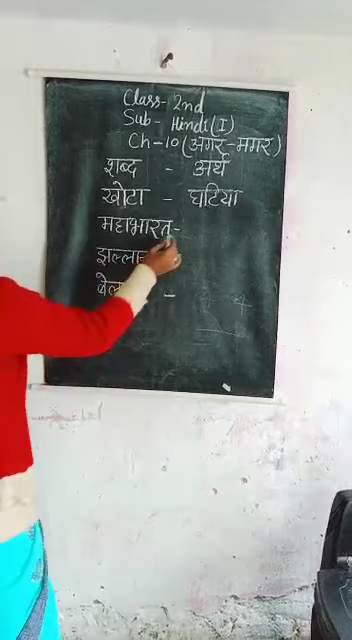 Class- 2nd
Sub- Hindi (I)
Ch-10 (अगर-मगर)
शब्द - अर्थ
खोटा - घटिया
महाभारत-
-